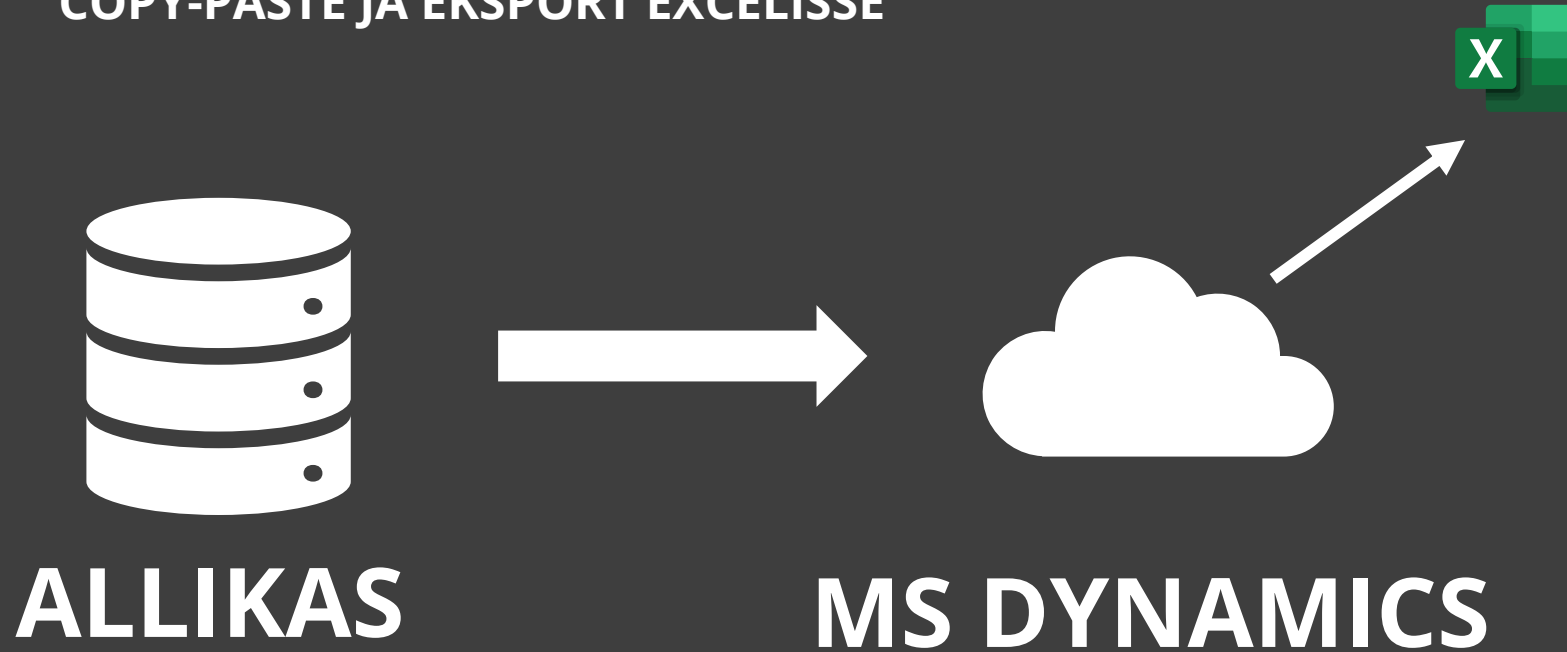 COPY-PASTE JA EKSPORT EXCELISSE
X
ALLIKAS
MS DYNAMICS